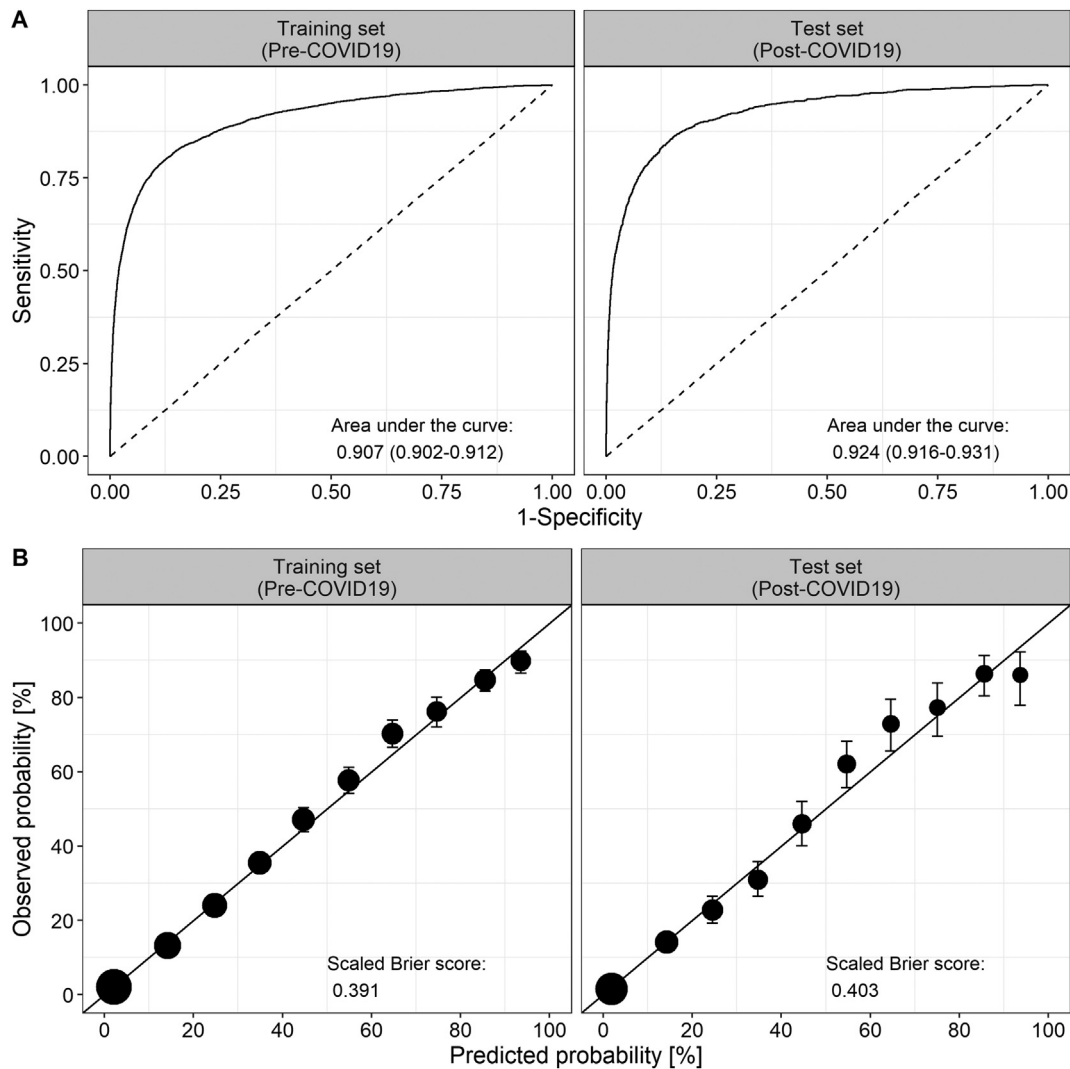 A
Training set
(Pre-COVID19)
Test set
(Post-COVID19)
Sensitivity
1.00
0.75
0.50
0.25
0.00
Area under the curve:
0.907 (0.902-0.912)
Area under the curve:
0.924 (0.916-0.931)
0.00 0.25 0.50 0.75 1.00
0.00 0.25 0.50 0.75 1.00
1-Specificity
B
Training set
(Pre-COVID19)
Test set
(Post-COVID19)
Observed probability [%]
100
80
60
40
20
0
Scaled Brier score:
0.391
Scaled Brier score:
0.403
0 20 40 60 80 100
0 20 40 60 80 100
Predicted probability [%]